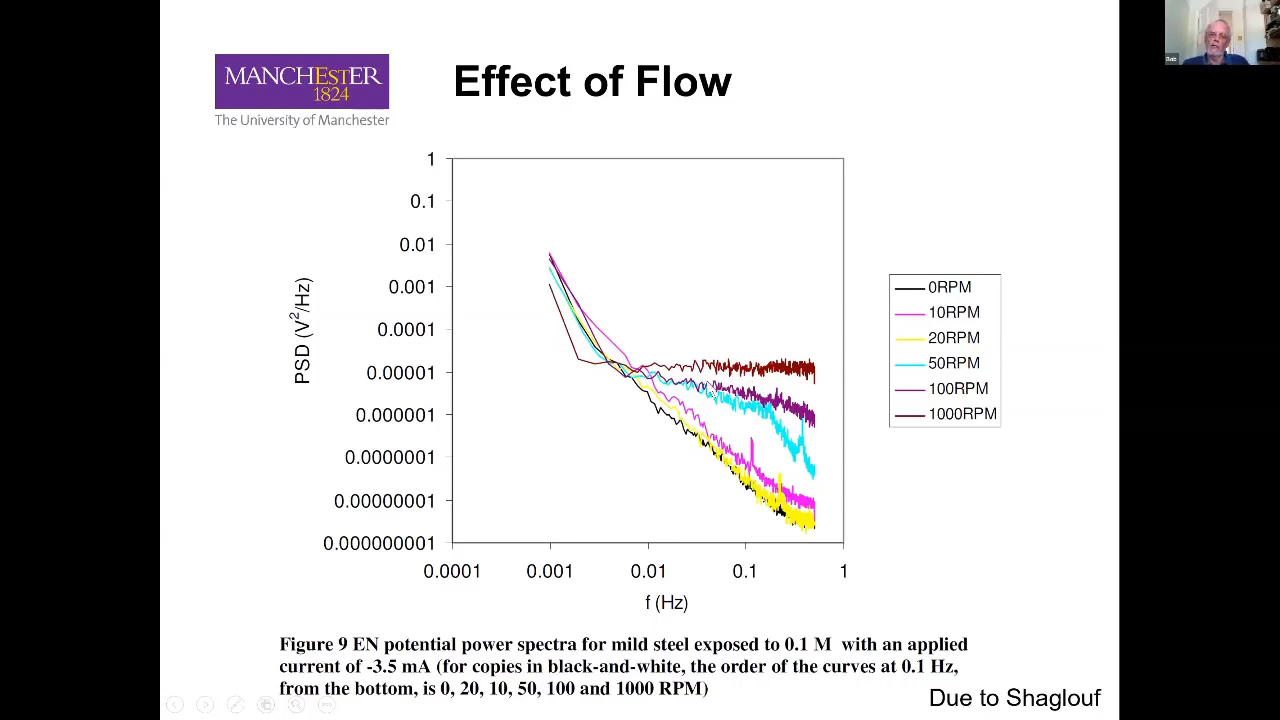 Bob
MANCHESTER
1824
The University of Manchester
Effect of Flow
1
0.1
0.01
0.001
0.0001
0.00001
0.000001
0.0000001
0.00000001
0.000000001
PSD (V²/Hz)
0.0001
0.001
0.01
0.1
1
f (Hz)
0RPM
10RPM
20RPM
50RPM
100RPM
1000RPM
Figure 9 EN potential power spectra for mild steel exposed to 0.1 M with an applied
current of -3.5 mA (for copies in black-and-white, the order of the curves at 0.1 Hz,
from the bottom, is 0, 20, 10, 50, 100 and 1000 RPM)
Due to Shaglouf